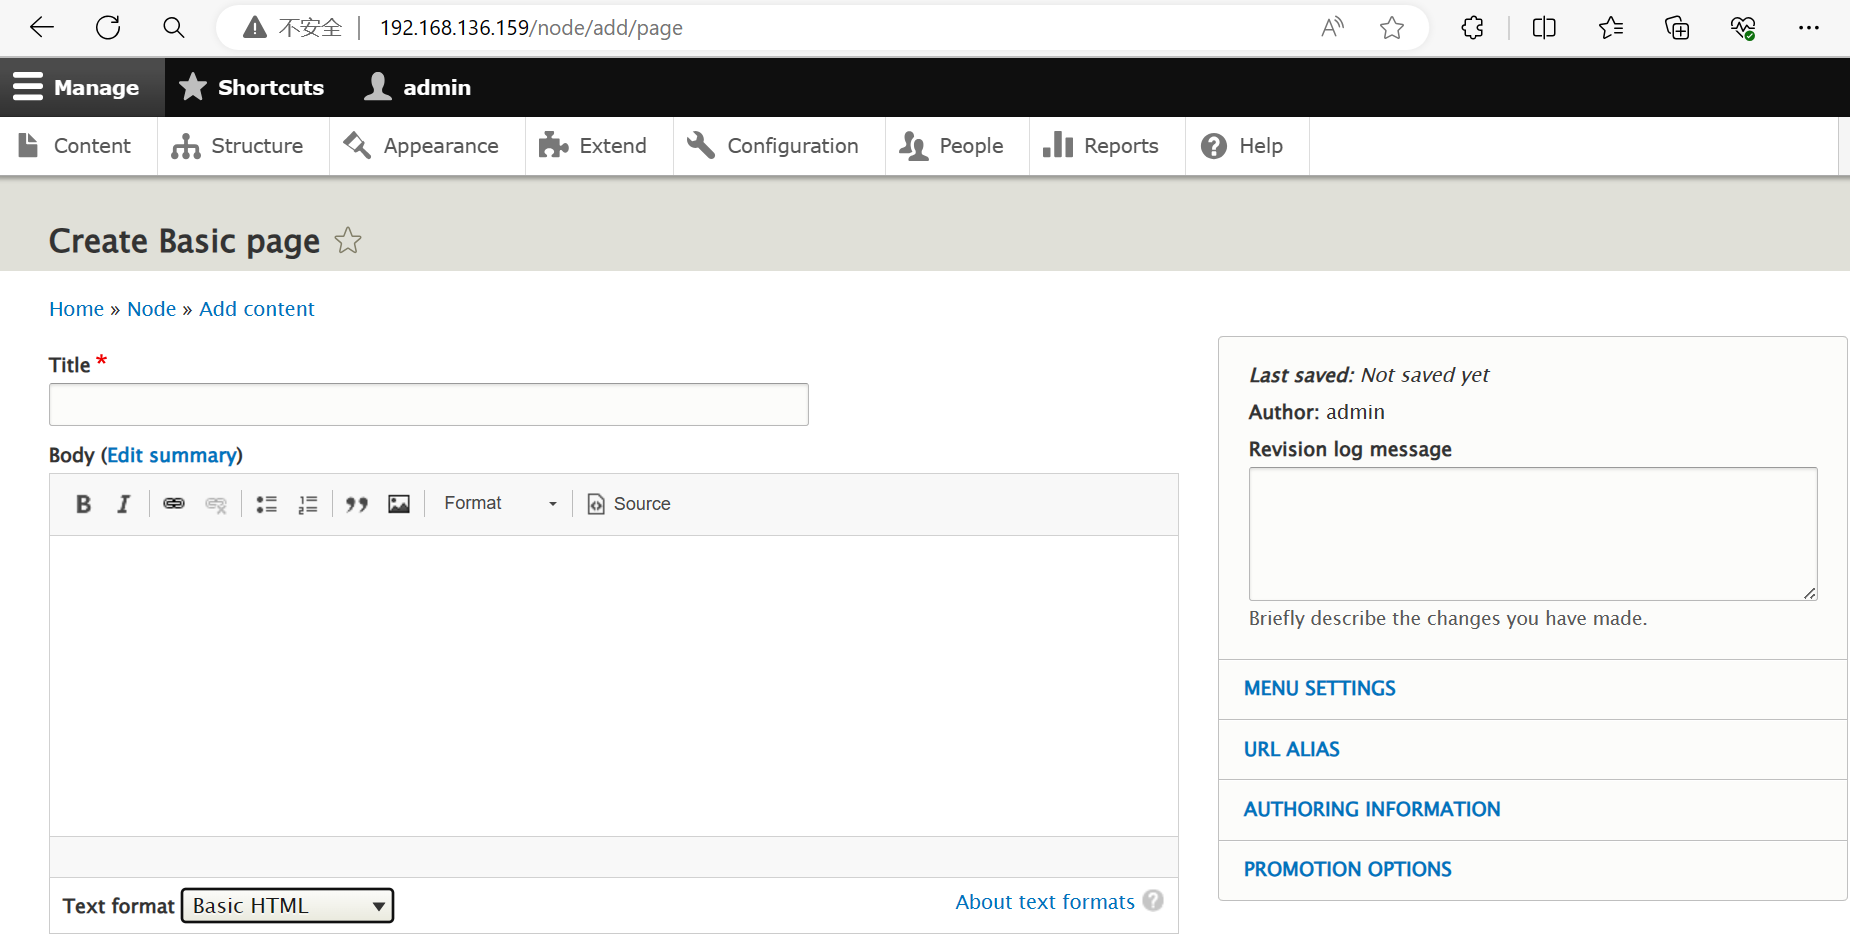 不安全 192.168.136.159/node/add/page
Manage Shortcuts admin
Content Structure Appearance Extend Configuration People Reports Help
Create Basic page
Home » Node » Add content
Title *
Body (Edit summary)
B I Format Source
Text format Basic HTML
About text formats
Last saved: Not saved yet
Author: admin
Revision log message
Briefly describe the changes you have made.
MENU SETTINGS
URL ALIAS
AUTHORING INFORMATION
PROMOTION OPTIONS